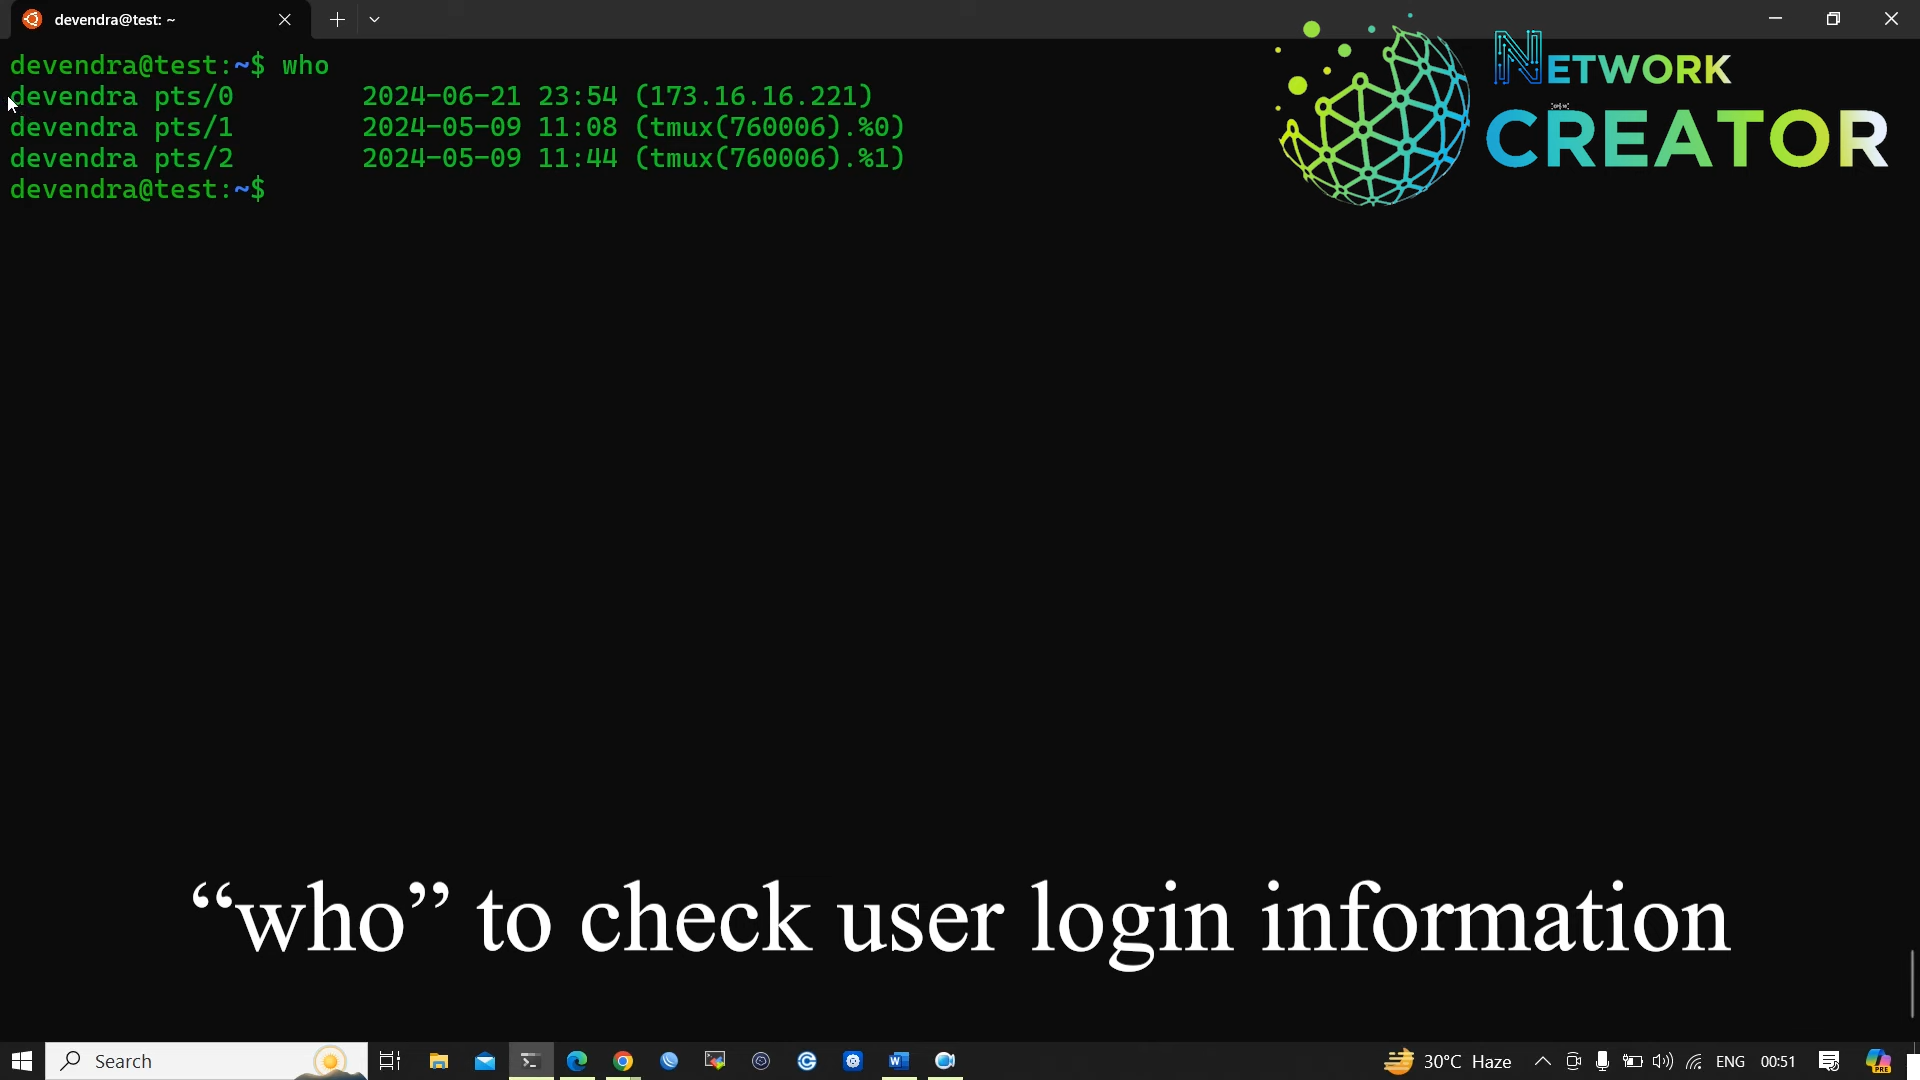 devendra@test: ~
devendra@test:~$ who
devendra pts/0        2024-06-21 23:54 (173.16.16.221)
devendra pts/1        2024-05-09 11:08 (tmux(760006).%0)
devendra pts/2        2024-05-09 11:44 (tmux(760006).%1)
devendra@test:~$
NETWORK
CREATOR
“who” to check user login information
Search
30°C Haze
ENG
00:51
PRE